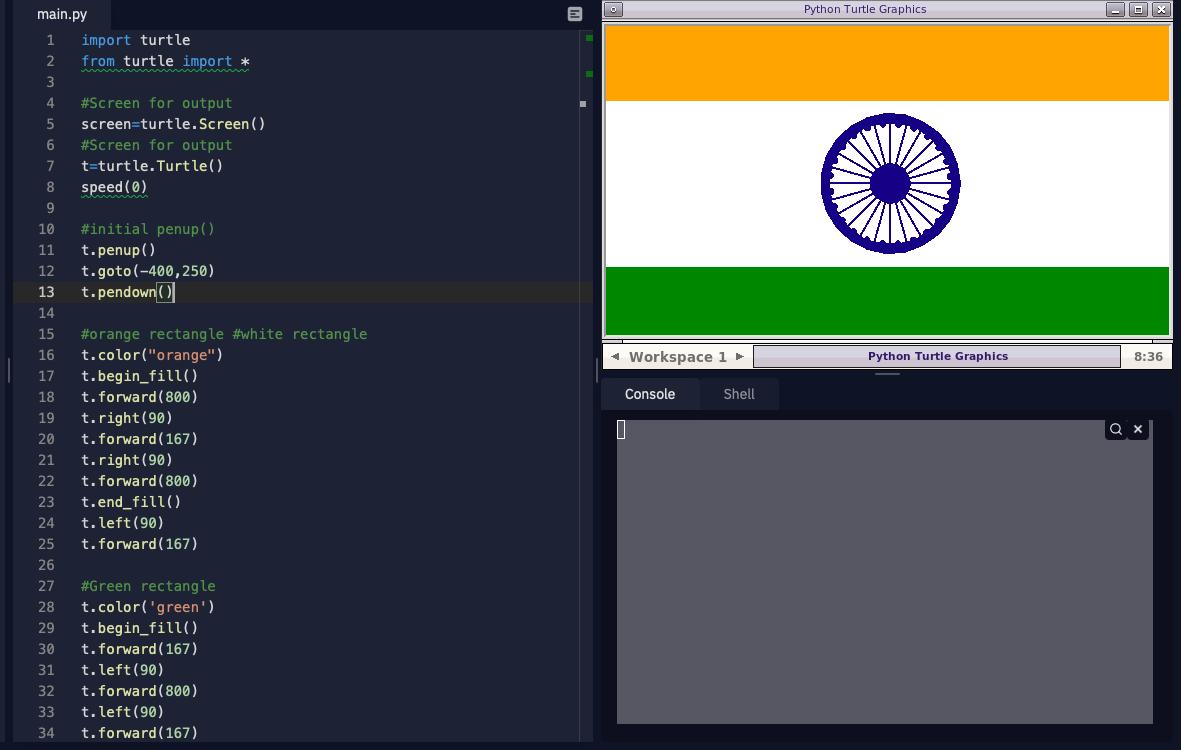 main.py
1 import turtle
2 from turtle import *
3
4 #Screen for output
5 screen=turtle.Screen()
6 #Screen for output
7 t=turtle.Turtle()
8 speed(0)
9
10 #initial penup()
11 t.penup()
12 t.goto(-400,250)
13 t.pendown()
14
15 #orange rectangle #white rectangle
16 t.color("orange")
17 t.begin_fill()
18 t.forward(800)
19 t.right(90)
20 t.forward(167)
21 t.right(90)
22 t.forward(800)
23 t.end_fill()
24 t.left(90)
25 t.forward(167)
26
27 #Green rectangle
28 t.color('green')
29 t.begin_fill()
30 t.forward(167)
31 t.left(90)
32 t.forward(800)
33 t.left(90)
34 t.forward(167)
Python Turtle Graphics
Workspace 1 Python Turtle Graphics 8:36
Console Shell